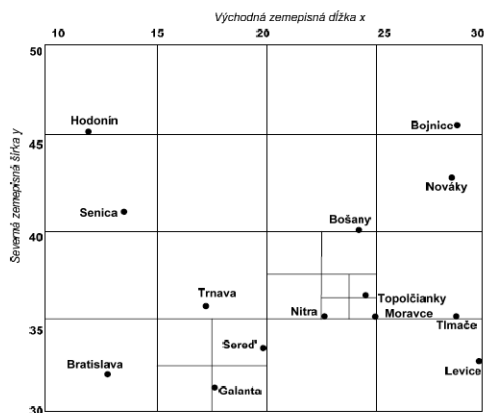 Východná zemepisná dĺžka x
10 15 20 25 30
50
Hodonín
Bojnice
45
Nováky
Senica
Bošany
Severná zemepisná šírka y
40
Trnava
Topolčianky
Nitra
Moravce
35
Tlmače
Sereď
Bratislava
Levice
Galanta
30